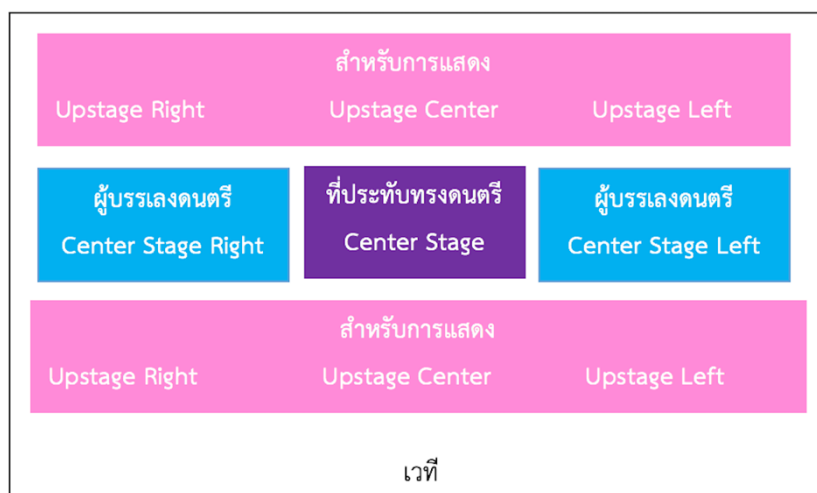 สำหรับการแสดง
Upstage Right Upstage Center Upstage Left
ผู้บรรเลงดนตรี ที่ประทับทรงดนตรี ผู้บรรเลงดนตรี
Center Stage Right Center Stage Center Stage Left
สำหรับการแสดง
Upstage Right Upstage Center Upstage Left
เวที